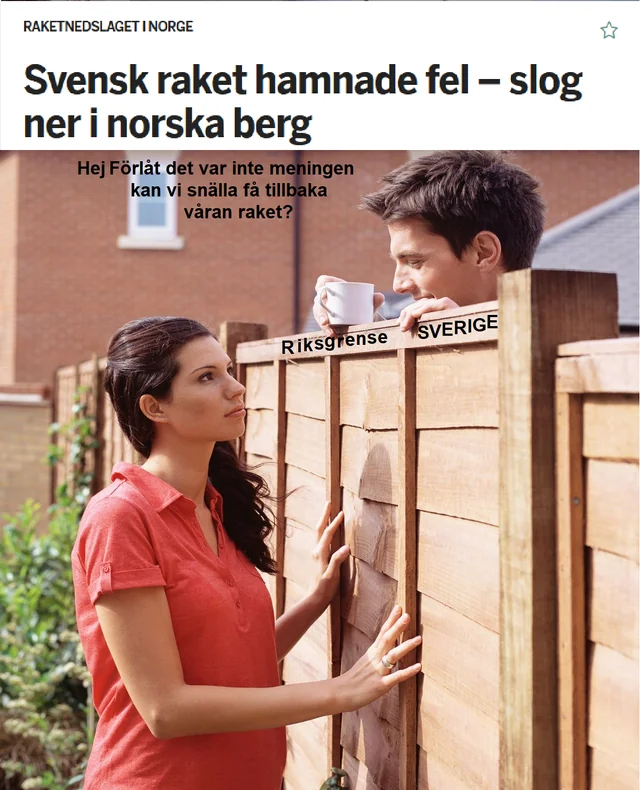 RAKETNEDSLAGET I NORGE
Svensk raket hamnade fel – slog
ner i norska berg
Hej Förlåt det var inte meningen
kan vi snälla få tillbaka
våran raket?
Riksgrense
SVERIGE